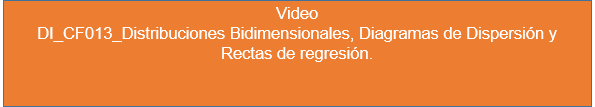 Video
DI_CF013_Distribuciones Bidimensionales, Diagramas de Dispersión y
Rectas de regresión.